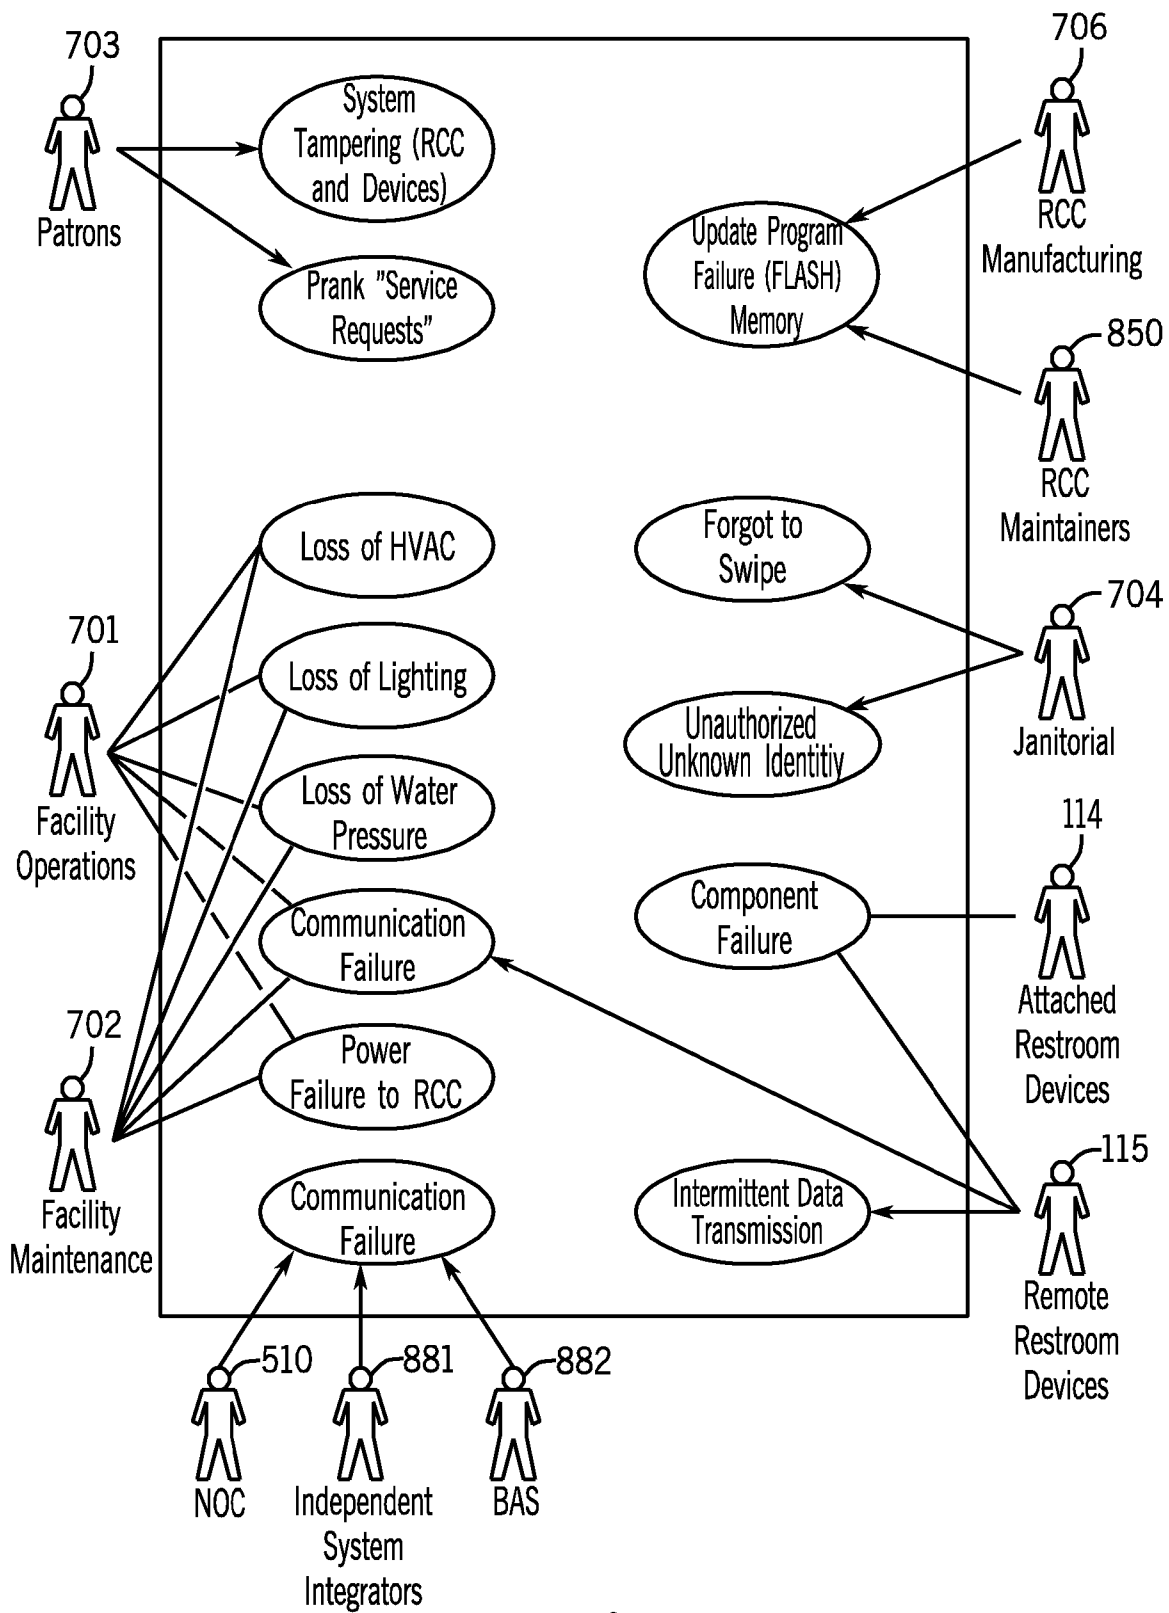 703
Patrons
System
Tampering (RCC
and Devices)
Prank "Service
Requests"
706
RCC
Manufacturing
Update Program
Failure (FLASH)
Memory
850
RCC
Maintainers
Loss of HVAC
Forgot to
Swipe
704
Janitorial
701
Facility
Operations
Loss of Lighting
Unauthorized
Unknown Identitiy
Loss of Water
Pressure
114
Attached
Restroom
Devices
Communication
Failure
Component
Failure
702
Facility
Maintenance
Power
Failure to RCC
115
Remote
Restroom
Devices
Communication
Failure
Intermittent Data
Transmission
510
NOC
881
Independent
System
Integrators
882
BAS